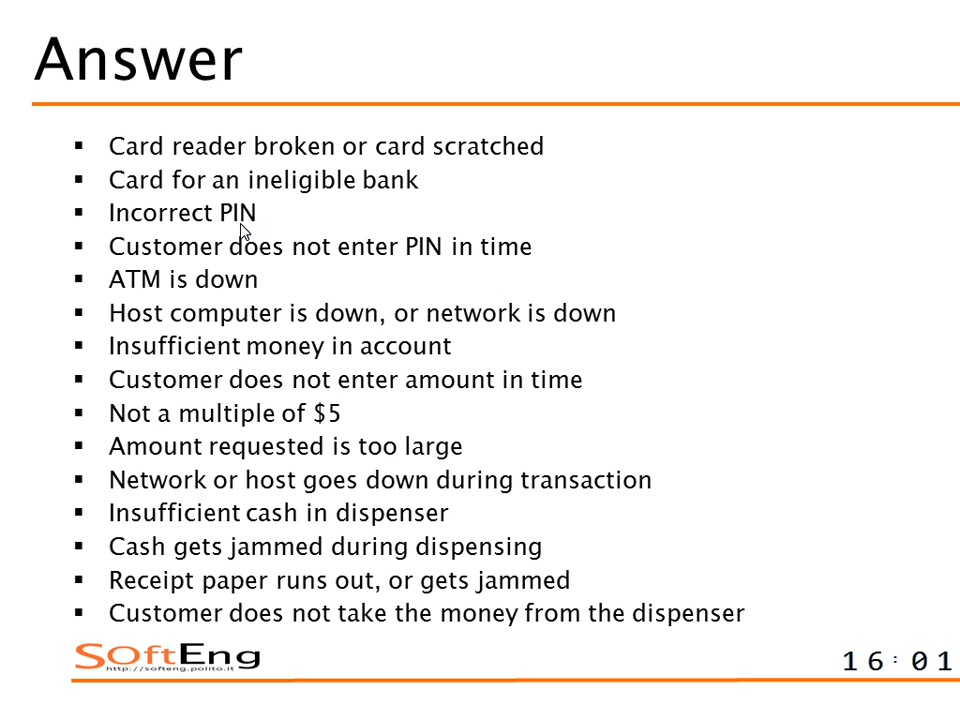 Answer
▪ Card reader broken or card scratched
▪ Card for an ineligible bank
▪ Incorrect PIN
▪ Customer does not enter PIN in time
▪ ATM is down
▪ Host computer is down, or network is down
▪ Insufficient money in account
▪ Customer does not enter amount in time
▪ Not a multiple of $5
▪ Amount requested is too large
▪ Network or host goes down during transaction
▪ Insufficient cash in dispenser
▪ Cash gets jammed during dispensing
▪ Receipt paper runs out, or gets jammed
▪ Customer does not take the money from the dispenser
SOftEng
http://softeng.polito.it
16:01